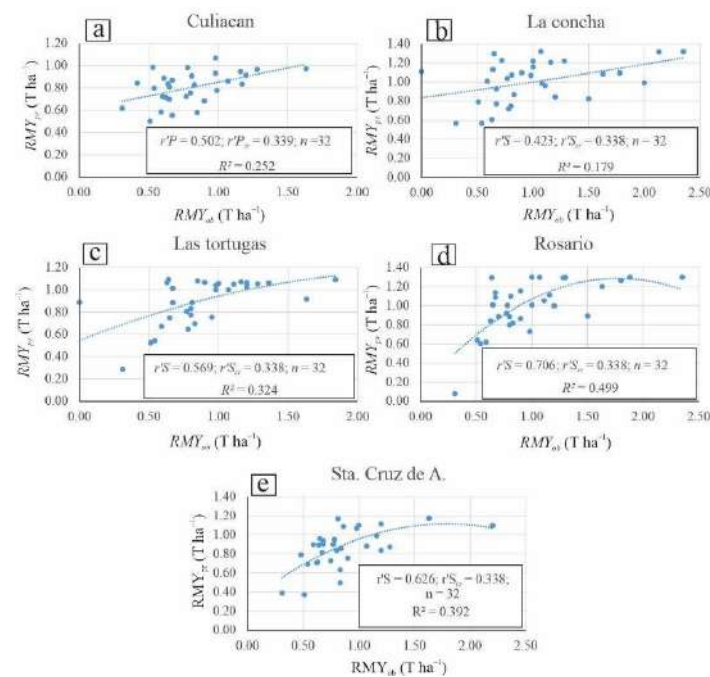 a
Culiacan
1.20
1.00
0.80
0.60
0.40
0.20
0.00
RMYpr (T ha⁻¹)
r'P = 0.502; r'Pcr = 0.339; n=32
R² = 0.252
0.00 0.50 1.00 1.50 2.00
RMYob (T ha⁻¹)
b
La concha
1.40
1.20
1.00
0.80
0.60
0.40
0.20
0.00
RMYpr (T ha⁻¹)
r'S = 0.423; r'Scr = 0.338; n = 32
R² = 0.179
0.00 0.50 1.00 1.50 2.00 2.50
RMYob (T ha⁻¹)
c
Las tortugas
1.20
1.00
0.80
0.60
0.40
0.20
0.00
RMYpr (T ha⁻¹)
r'S = 0.569; r'Scr = 0.338; n = 32
R² = 0.324
0.00 0.50 1.00 1.50 2.00
RMYob (T ha⁻¹)
d
Rosario
1.40
1.20
1.00
0.80
0.60
0.40
0.20
0.00
RMYpr (T ha⁻¹)
r'S = 0.706; r'Scr = 0.338; n = 32
R² = 0.499
0.00 0.50 1.00 1.50 2.00 2.50
RMYob (T ha⁻¹)
e
Sta. Cruz de A.
1.40
1.20
1.00
0.80
0.60
0.40
0.20
0.00
RMYpr (T ha⁻¹)
r'S = 0.626; r'Scr = 0.338;
n = 32
R² = 0.392
0.00 0.50 1.00 1.50 2.00 2.50
RMYob (T ha⁻¹)